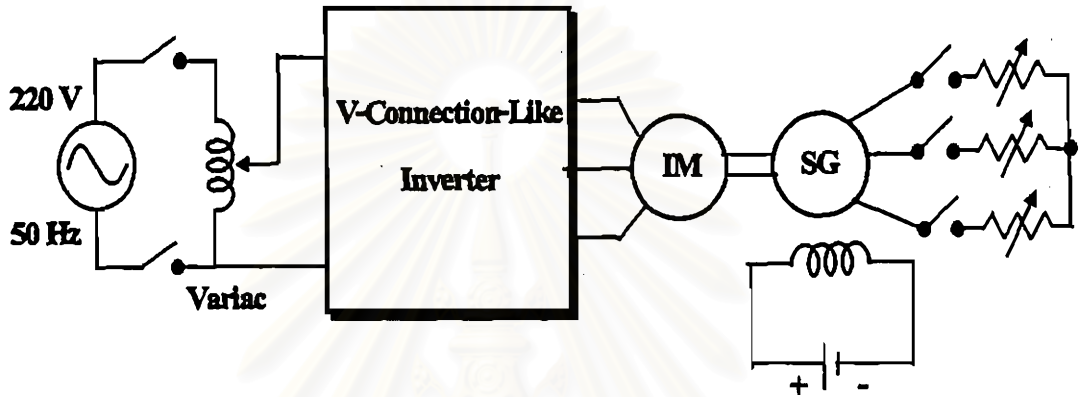 220 V
50 Hz
Variac
V-Connection-Like
Inverter
IM
SG
+ -